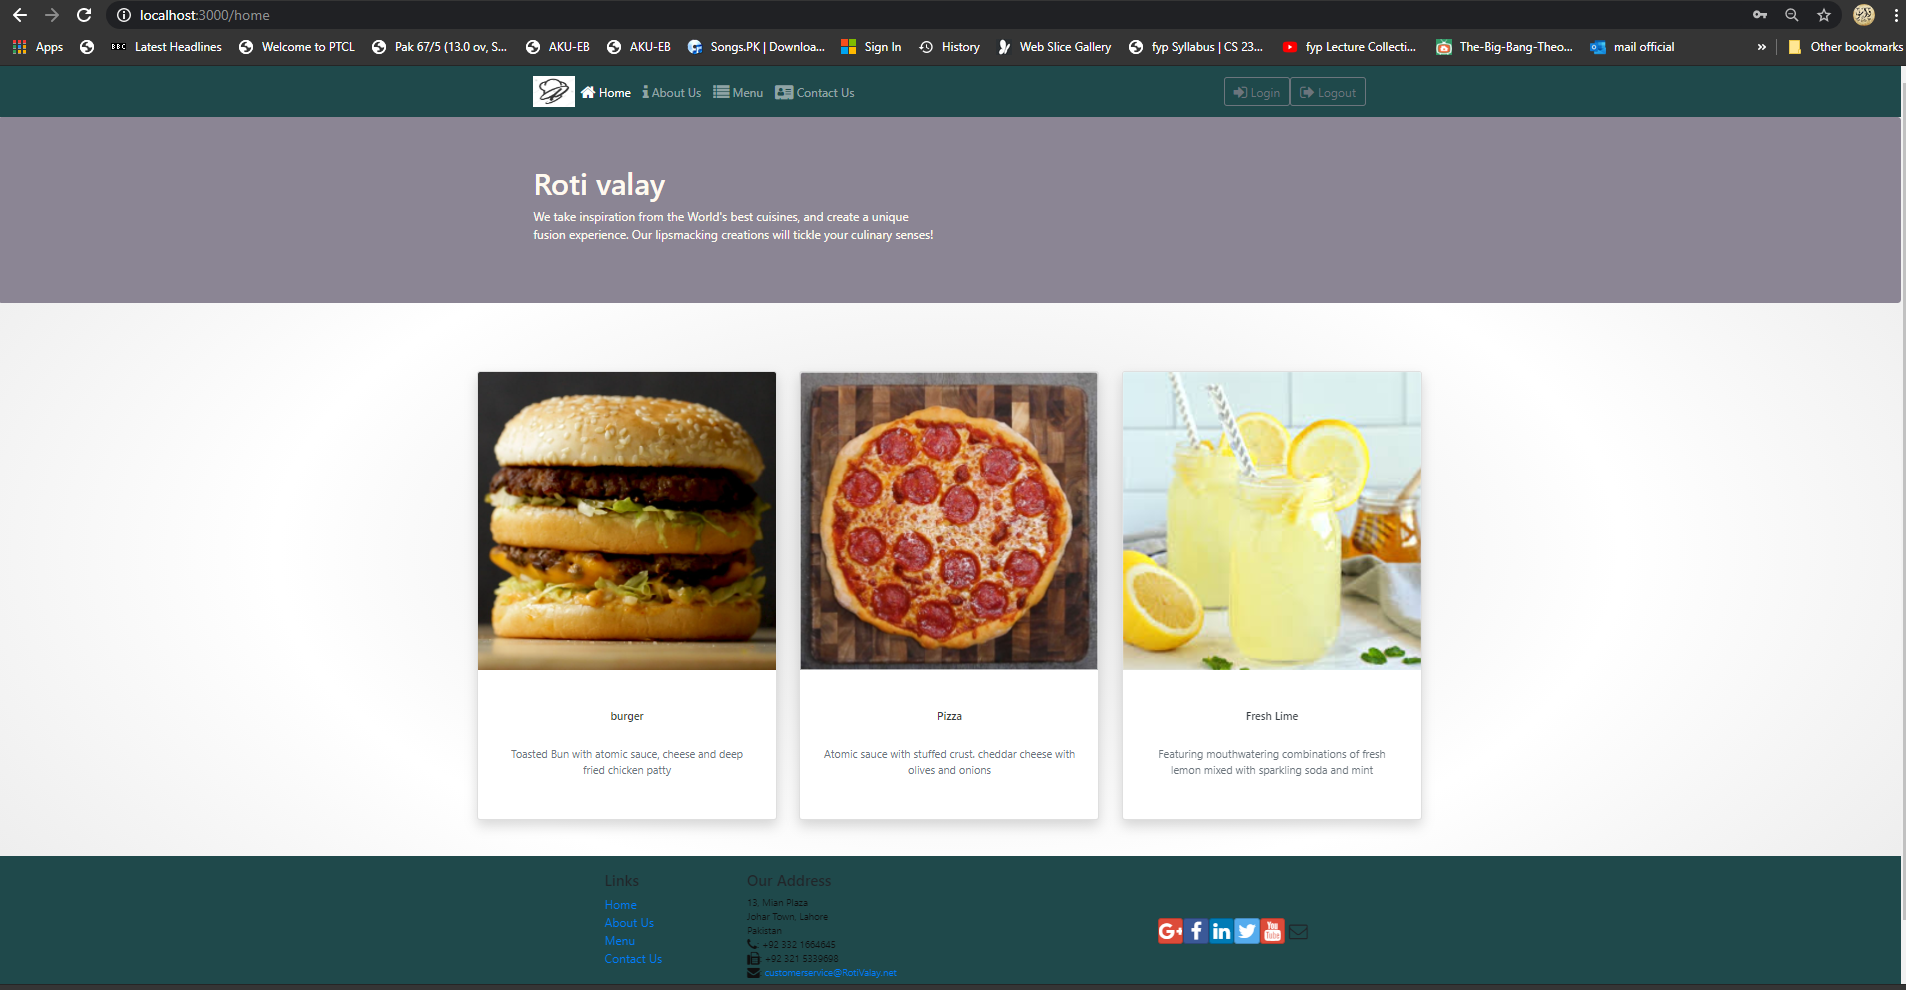 localhost:3000/home
Apps
BBC Latest Headlines
Welcome to PTCL
Pak 67/5 (13.0 ov, S...
AKU-EB
AKU-EB
Songs.PK | Downloa...
Sign In
History
Web Slice Gallery
fyp Syllabus | CS 23...
fyp Lecture Collecti...
The-Big-Bang-Theo...
mail official
»
Other bookmarks
Home
About Us
Menu
Contact Us
Login
Logout
Roti valay
We take inspiration from the World's best cuisines, and create a unique
fusion experience. Our lipsmacking creations will tickle your culinary senses!
burger
Toasted Bun with atomic sauce, cheese and deep
fried chicken patty
Pizza
Atomic sauce with stuffed crust. cheddar cheese with
olives and onions
Fresh Lime
Featuring mouthwatering combinations of fresh
lemon mixed with sparkling soda and mint
Links
Home
About Us
Menu
Contact Us
Our Address
13, Mian Plaza
Johar Town, Lahore
Pakistan
: +92 332 1664645
: +92 321 5339698
: customerservice@RotiValay.net
G+
f
in
You
Tube